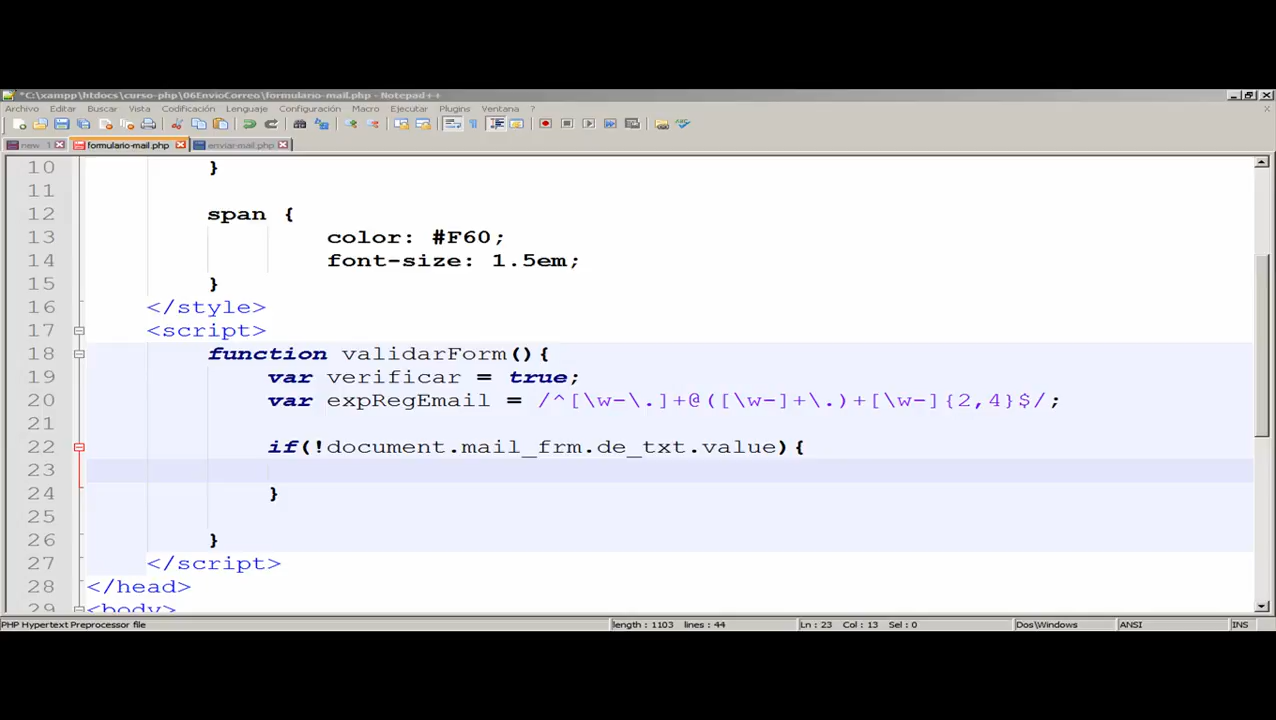 *C:\xampp\htdocs\curso-php\06EnvioCorreo\formulario-mail.php - Notepad++
Archivo Editar Buscar Vista Codificación Lenguaje Configuración Macro Ejecutar Plugins Ventana ?
new 1 formulario-mail.php enviar-mail.php
10 }
11
12 span {
13 color: #F60;
14 font-size: 1.5em;
15 }
16 </style>
17 <script>
18 function validarForm(){
19 var verificar = true;
20 var expRegEmail = /^[\w-\.]+@([\w-]+\.)+[\w-]{2,4}$/;
21
22 if(!document.mail_frm.de_txt.value){
23
24 }
25
26 }
27 </script>
28 </head>
29 <body>
PHP Hypertext Preprocessor file length : 1103 lines : 44 Ln : 23 Col : 13 Sel : 0 Dos\Windows ANSI INS